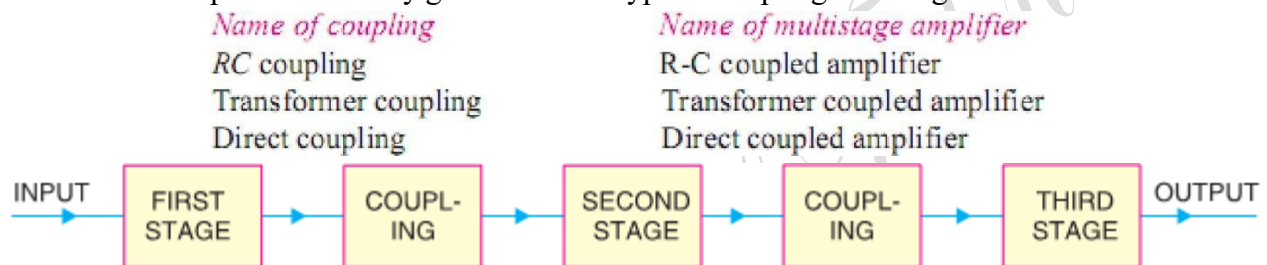 Name of coupling Name of multistage amplifier
RC coupling R-C coupled amplifier
Transformer coupling Transformer coupled amplifier
Direct coupling Direct coupled amplifier
INPUT FIRST STAGE COUPL- ING SECOND STAGE COUPL- ING THIRD STAGE OUTPUT